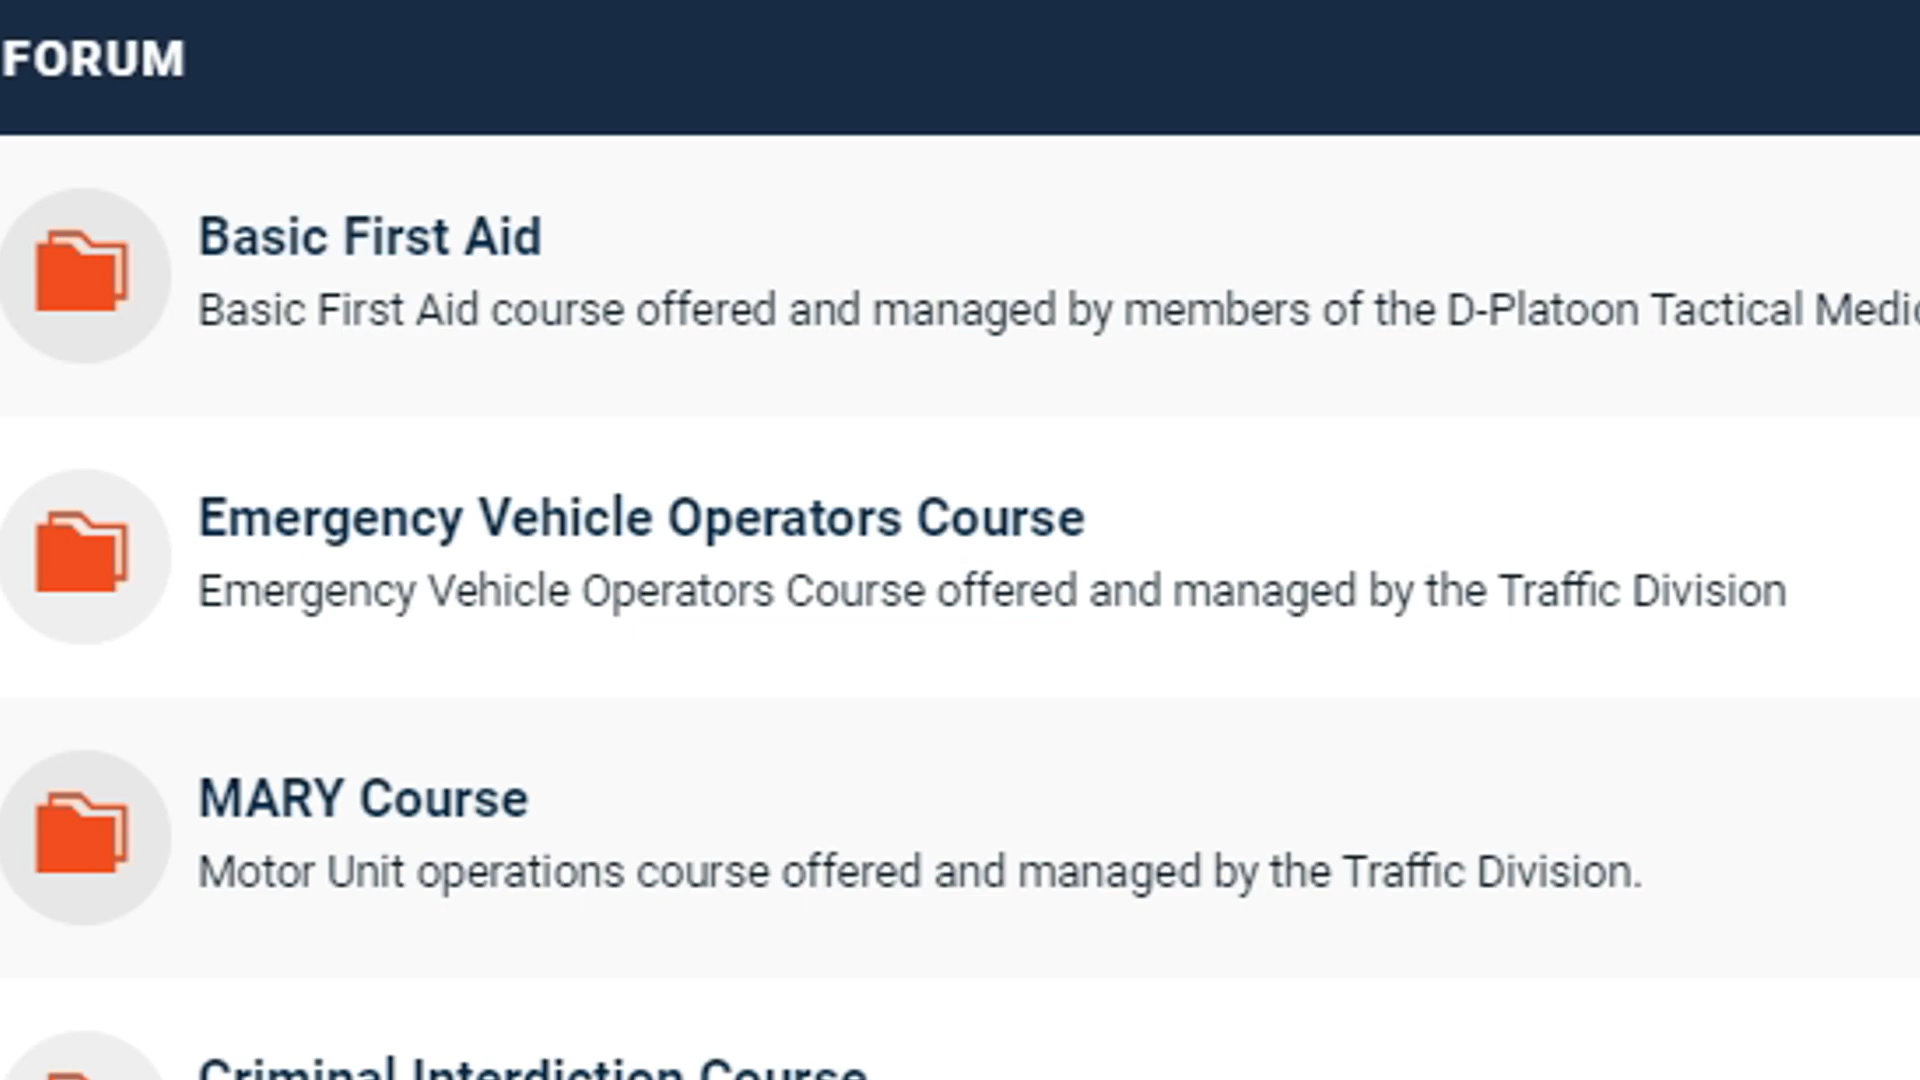 FORUM
Basic First Aid
Basic First Aid course offered and managed by members of the D-Platoon Tactical
Emergency Vehicle Operators Course
Emergency Vehicle Operators Course offered and managed by the Traffic Division
MARY Course
Motor Unit operations course offered and managed by the Traffic Division.
Criminal Interdiction Course